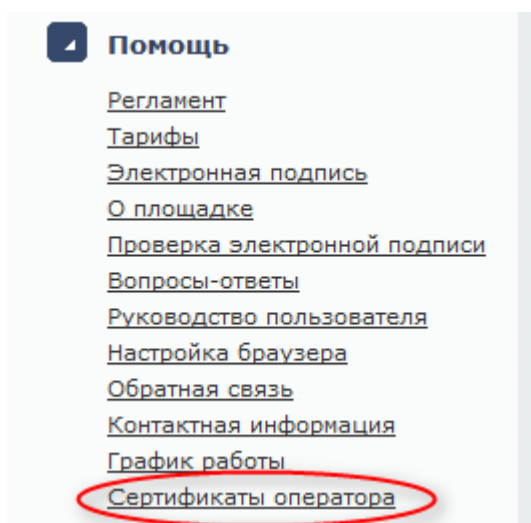 Помощь
Регламент
Тарифы
Электронная подпись
О площадке
Проверка электронной подписи
Вопросы-ответы
Руководство пользователя
Настройка браузера
Обратная связь
Контактная информация
График работы
Сертификаты оператора